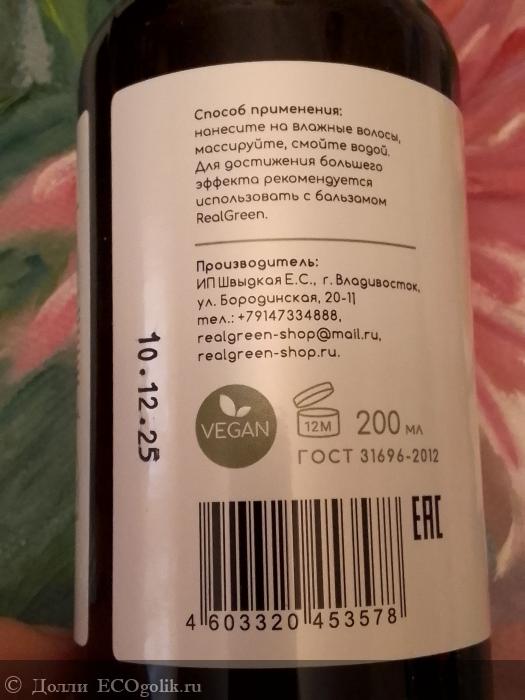 Способ применения:
нанесите на влажные волосы,
массируйте, смойте водой.
Для достижения большего
эффекта рекомендуется
использовать с бальзамом
RealGreen.
Производитель:
ИП Швыдкая Е.С., г. Владивосток,
ул. Бородинская, 20-11
тел.: +79147334888,
realgreen-shop@mail.ru,
realgreen-shop.ru.
10.12.25
VEGAN
12М
200 мл
ГОСТ 31696-2012
EAC
4 603320 453578
© Долли ECOgolik.ru